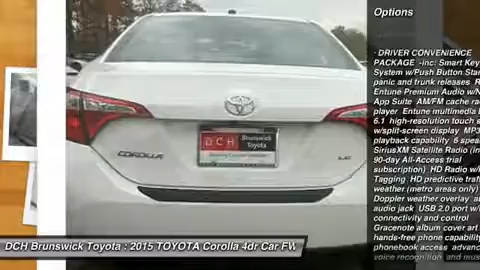 Options
· DRIVER CONVENIENCE
PACKAGE -inc: Smart Key
System w/Push Button Star
panic and trunk releases R
Entune Premium Audio w/N
App Suite AM/FM cache ra
player Entune multimedia b
6.1 high-resolution touch s
w/split-screen display MP3
playback capability 6 spea
SiriusXM Satellite Radio (in
90-day All-Access trial
subscription) HD Radio w/i
Tagging HD predictive traff
weather (metro areas only)
Doppler weather overlay a
audio jack USB 2.0 port w/i
connectivity and control
Gracenote album cover art
hands-free phone capability
phonebook access advanc
voice recognition and mus
COROLLA
LE
DCH Brunswick
Toyota
DCH Brunswick Toyota : 2015 TOYOTA Corolla 4dr Car FW